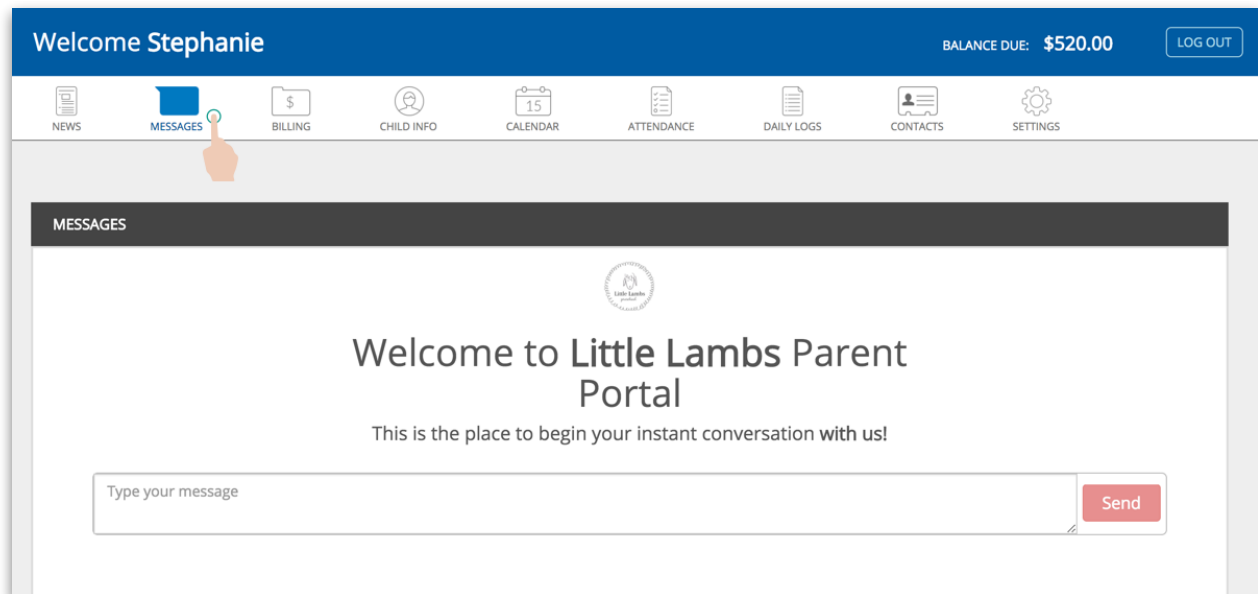 Welcome Stephanie
BALANCE DUE: $520.00
LOG OUT
NEWS
MESSAGES
$
BILLING
CHILD INFO
15
CALENDAR
ATTENDANCE
DAILY LOGS
CONTACTS
SETTINGS
MESSAGES
Little Lambs
Welcome to Little Lambs Parent
Portal
This is the place to begin your instant conversation with us!
Type your message
Send